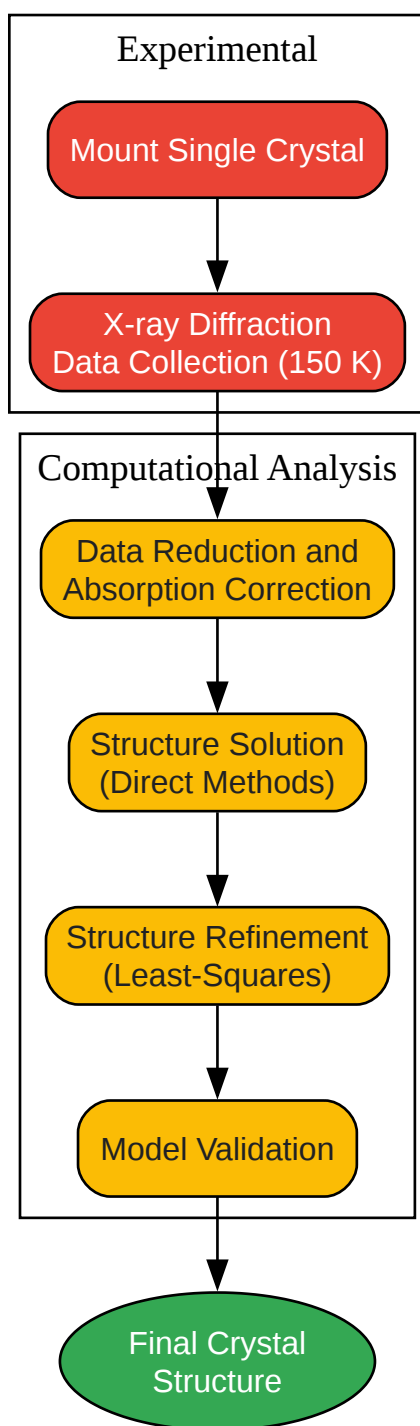 Experimental
Mount Single Crystal
X-ray Diffraction
Data Collection (150 K)
Computational Analysis
Data Reduction and
Absorption Correction
Structure Solution
(Direct Methods)
Structure Refinement
(Least-Squares)
Model Validation
Final Crystal
Structure